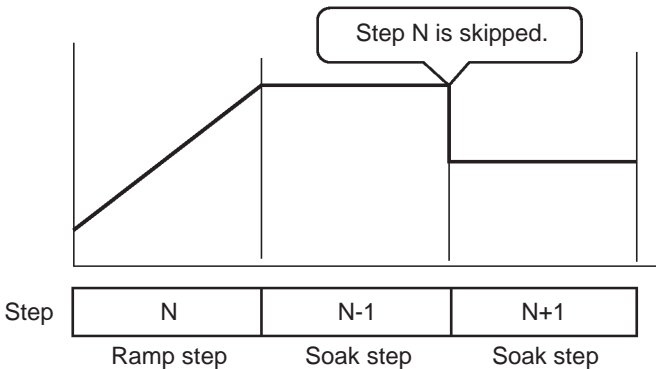 Step N is skipped.
Step N N-1 N+1
Ramp step Soak step Soak step